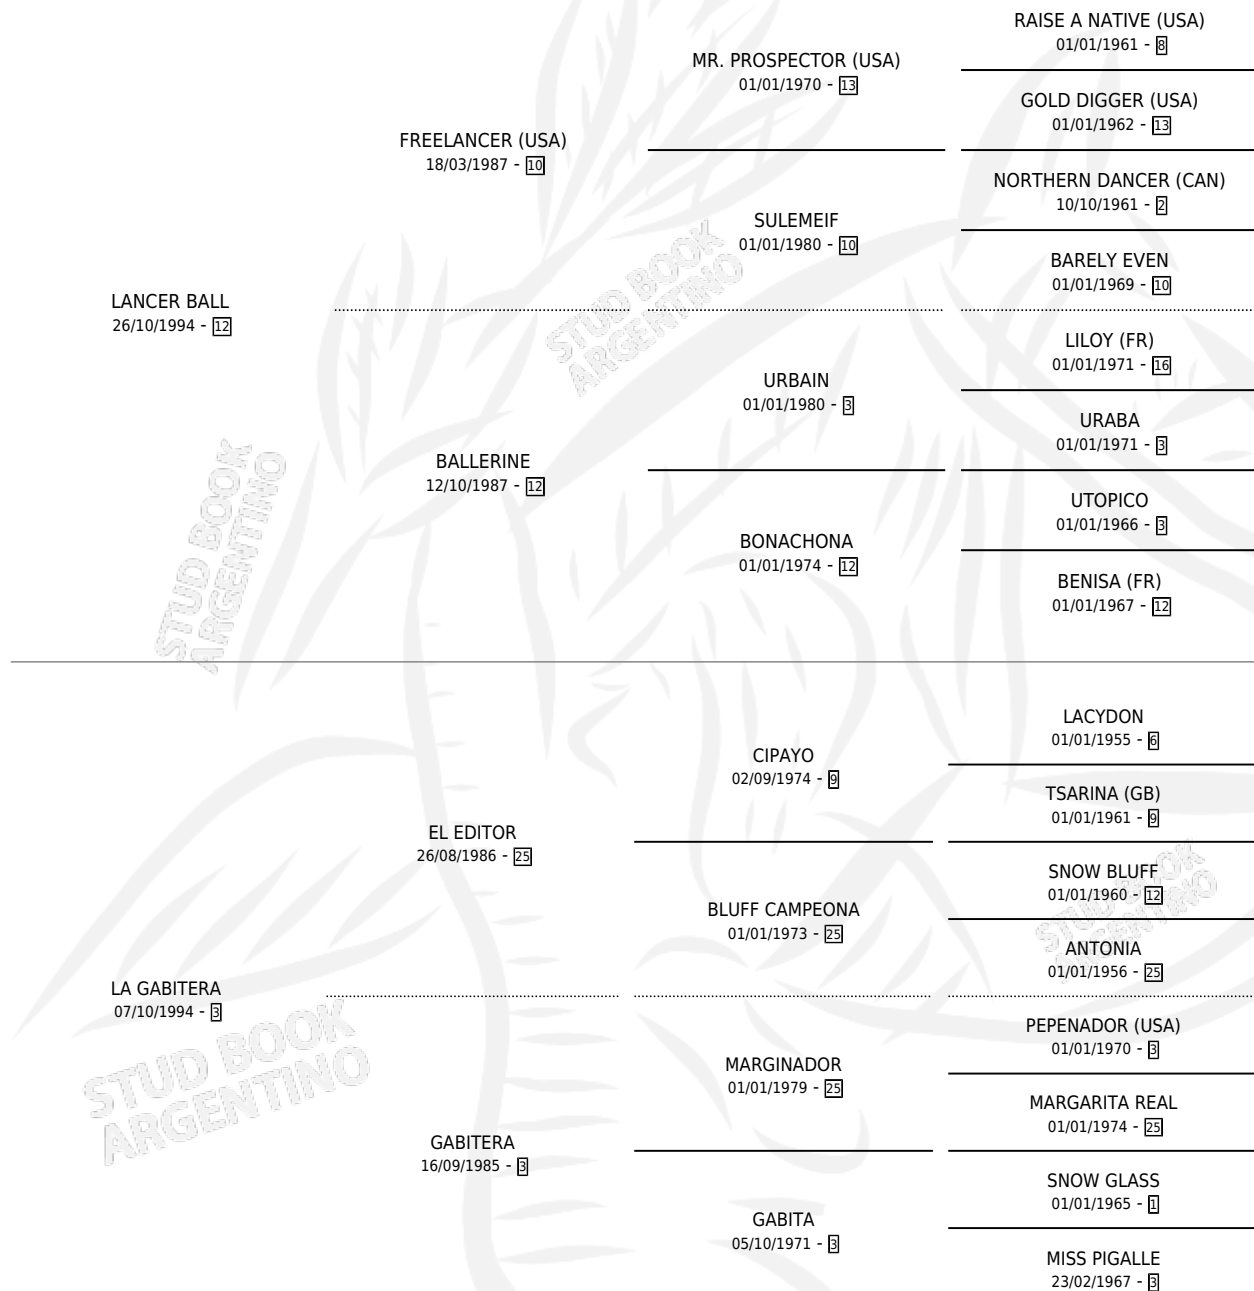 RAISE A NATIVE (USA)
01/01/1961 - 8
MR. PROSPECTOR (USA)
01/01/1970 - 13
GOLD DIGGER (USA)
01/01/1962 - 13
FREELANCER (USA)
18/03/1987 - 10
NORTHERN DANCER (CAN)
10/10/1961 - 2
SULEMEIF
01/01/1980 - 10
BARELY EVEN
01/01/1969 - 10
LANCER BALL
26/10/1994 - 12
LILOY (FR)
01/01/1971 - 16
URBAIN
01/01/1980 - 3
URABA
01/01/1971 - 3
BALLERINE
12/10/1987 - 12
UTOPICO
01/01/1966 - 3
BONACHONA
01/01/1974 - 12
BENISA (FR)
01/01/1967 - 12
LACYDON
01/01/1955 - 6
CIPAYO
02/09/1974 - 9
TSARINA (GB)
01/01/1961 - 9
EL EDITOR
26/08/1986 - 25
SNOW BLUFF
01/01/1960 - 12
BLUFF CAMPEONA
01/01/1973 - 25
ANTONIA
01/01/1956 - 25
LA GABITERA
07/10/1994 - 3
PEPENADOR (USA)
01/01/1970 - 3
MARGINADOR
01/01/1979 - 25
MARGARITA REAL
01/01/1974 - 25
GABITERA
16/09/1985 - 3
SNOW GLASS
01/01/1965 - 1
GABITA
05/10/1971 - 3
MISS PIGALLE
23/02/1967 - 3
STUD BOOK
ARGENTINO
STUD BOOK
ARGENTINO
STUD BOOK
ARGENTINO
STUD BOOK
ARGENTINO